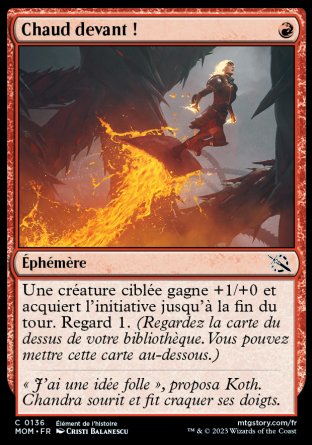 Chaud devant !
Éphémère
Une créature ciblée gagne +1/+0 et
acquiert l'initiative jusqu'à la fin du
tour. Regard 1. (Regardez la carte du
dessus de votre bibliothèque. Vous pouvez
mettre cette carte au-dessous.)
« J'ai une idée folle », proposa Koth.
Chandra sourit et fit craquer ses doigts.
C 0136 Élément de l'histoire mtgstory.com/fr
MOM • FR Cristi Balanescu ™ & © 2023 Wizards of the Coast